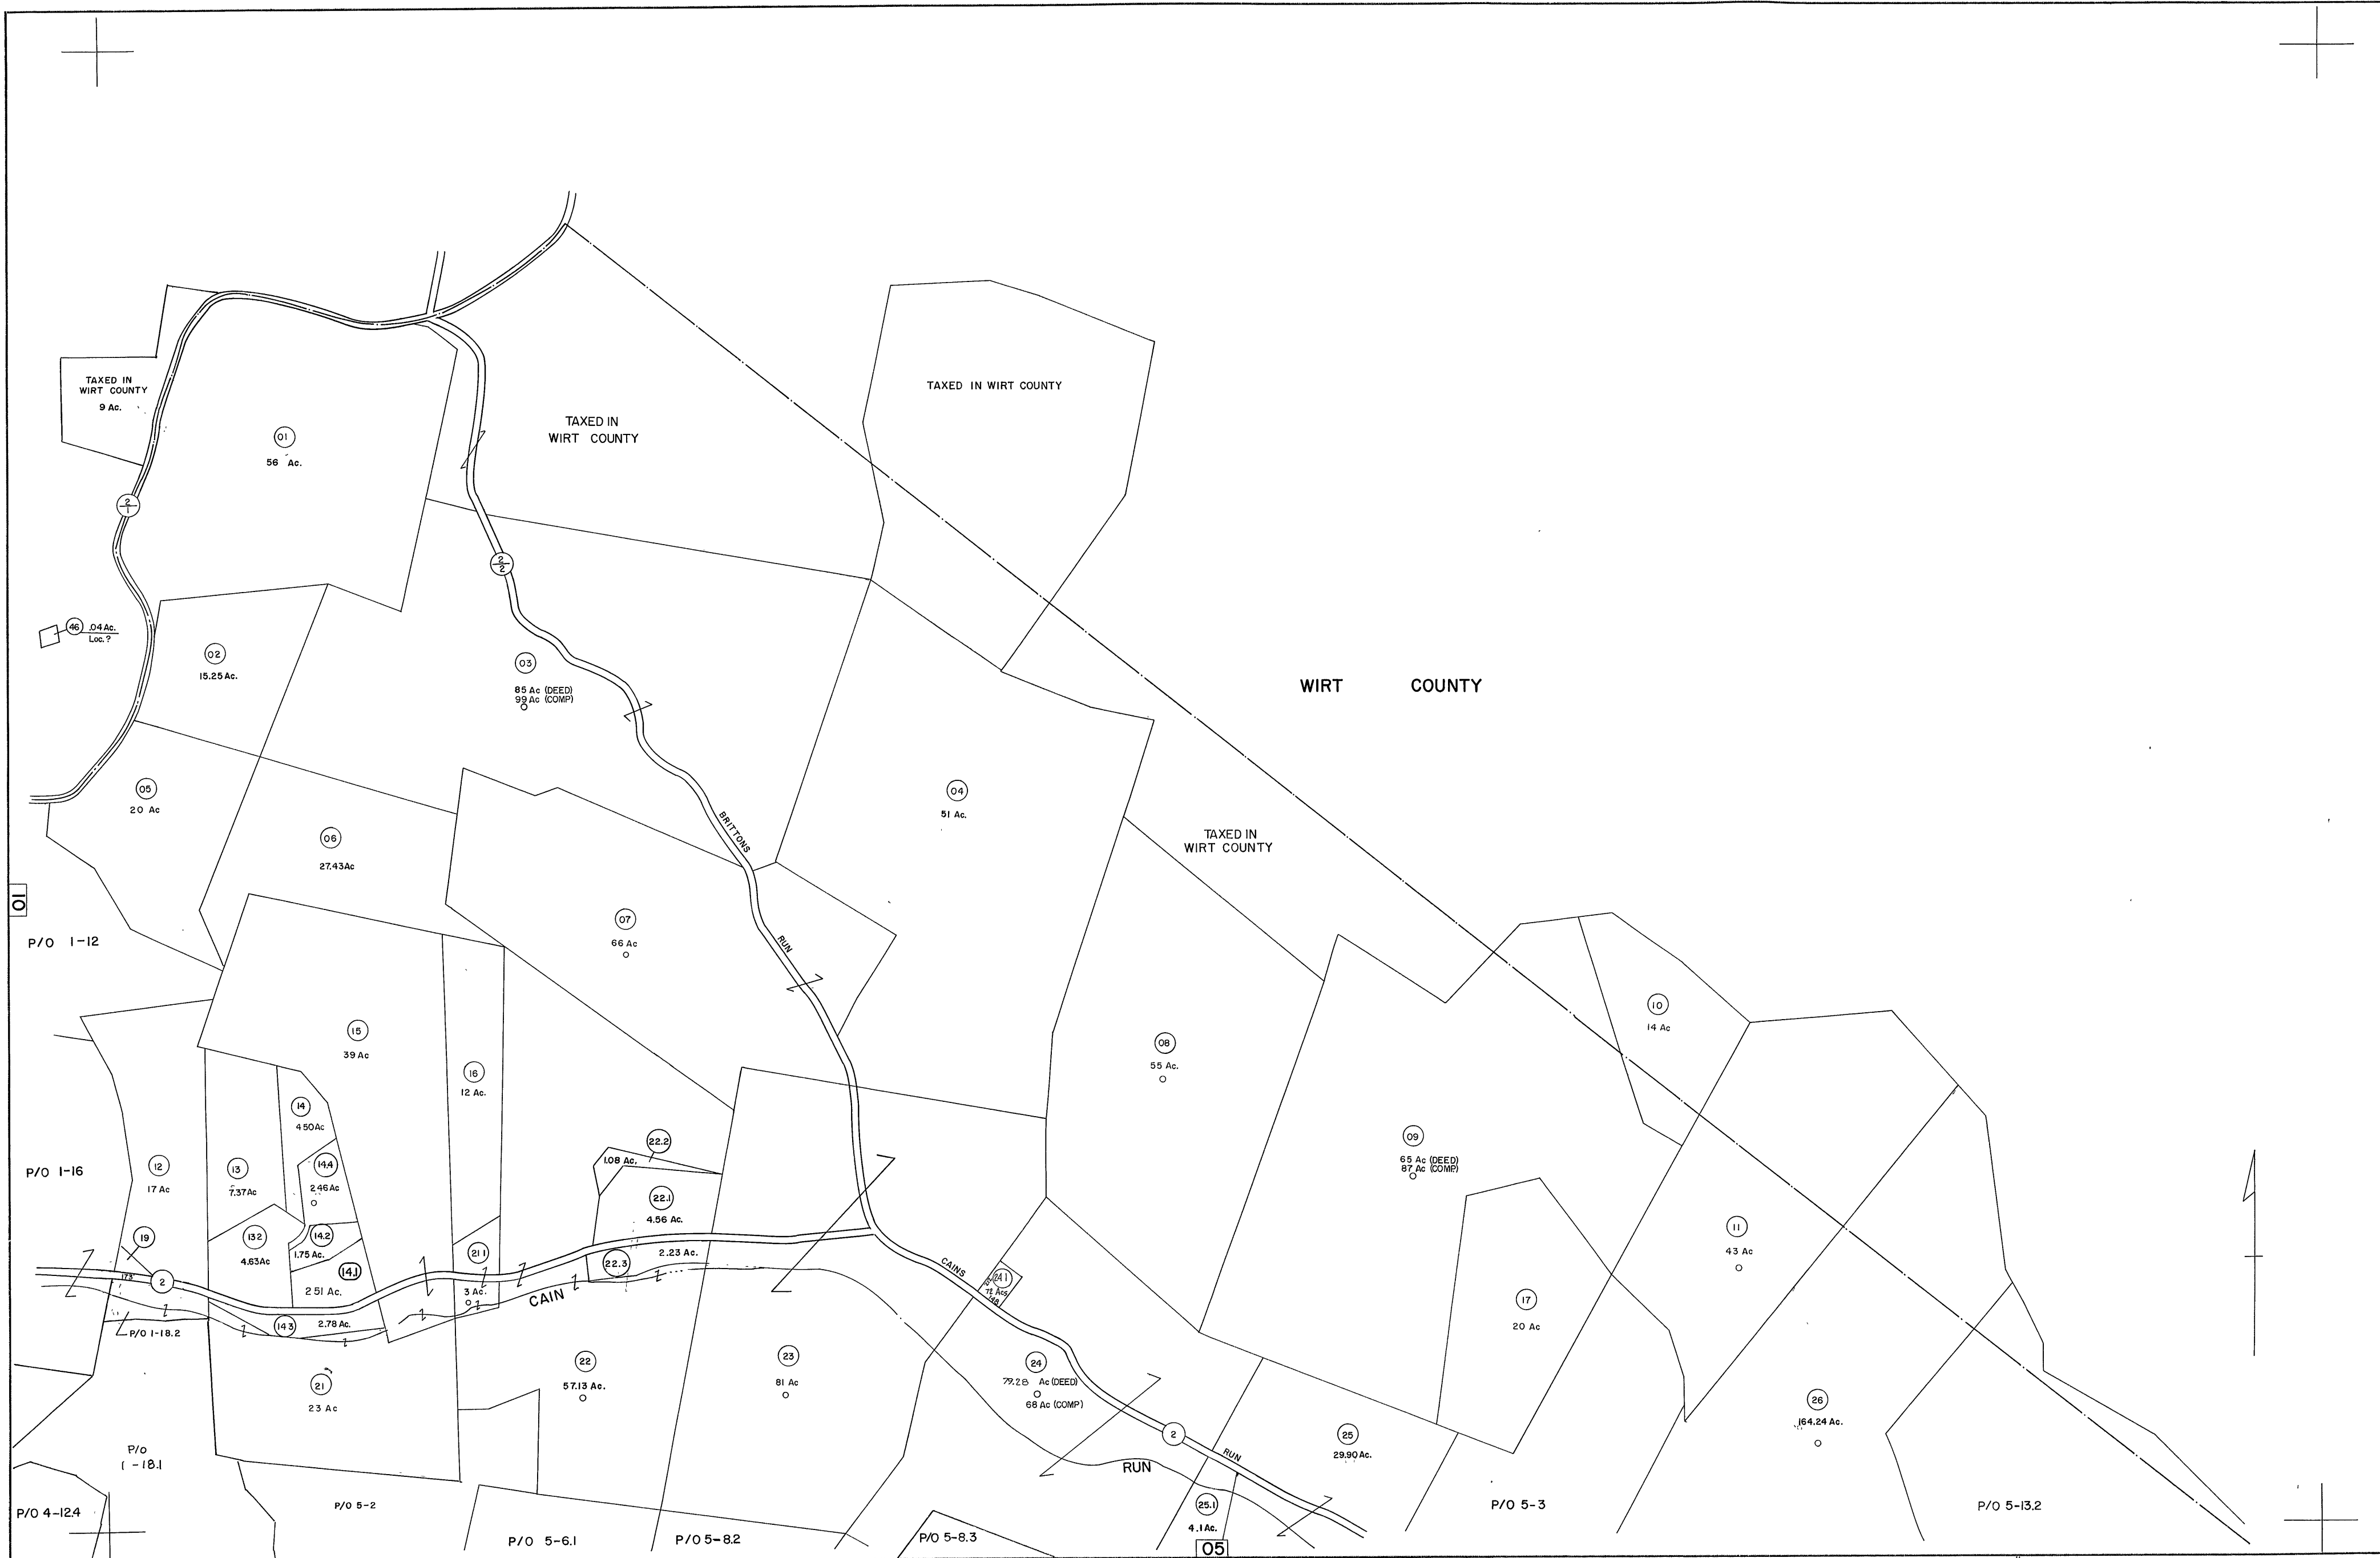 TAXED IN
WIRT COUNTY
9 Ac.
01
56 Ac.
TAXED IN
WIRT COUNTY
TAXED IN WIRT COUNTY
2
1
2
2
46 .04 Ac.
Loc.?
02
15.25 Ac.
03
85 Ac (DEED)
99 Ac (COMP)
WIRT COUNTY
05
20 Ac
04
51 Ac.
06
27.43Ac
BRITTONS
RUN
TAXED IN
WIRT COUNTY
01
P/O 1-12
07
66 Ac
15
39 Ac
16
12 Ac.
08
55 Ac.
10
14 Ac
14
4.50Ac
P/O 1-16
12
17 Ac
13
7.37Ac
14.4
2.46Ac
22.2
1.08 Ac.
22.1
4.56 Ac.
09
65 Ac (DEED)
87 Ac (COMP)
19
13.2
4.63Ac
14.2
1.75 Ac.
14.1
2.51 Ac.
21.1
3 Ac.
22.3
2.23 Ac.
11
43 Ac
173'
2
CAIN
CAINS
24.1
148
17
20 Ac
14.3
2.78 Ac.
P/O 1-18.2
21
23 Ac
22
57.13 Ac.
23
81 Ac
24
79.28 Ac (DEED)
68 Ac (COMP)
2
RUN
25
29.90Ac.
26
164.24 Ac.
P/O
1-18.1
RUN
P/O 4-12.4
P/O 5-2
P/O 5-6.1
P/O 5-8.2
P/O 5-8.3
25.1
4.1 Ac.
05
P/O 5-3
P/O 5-13.2